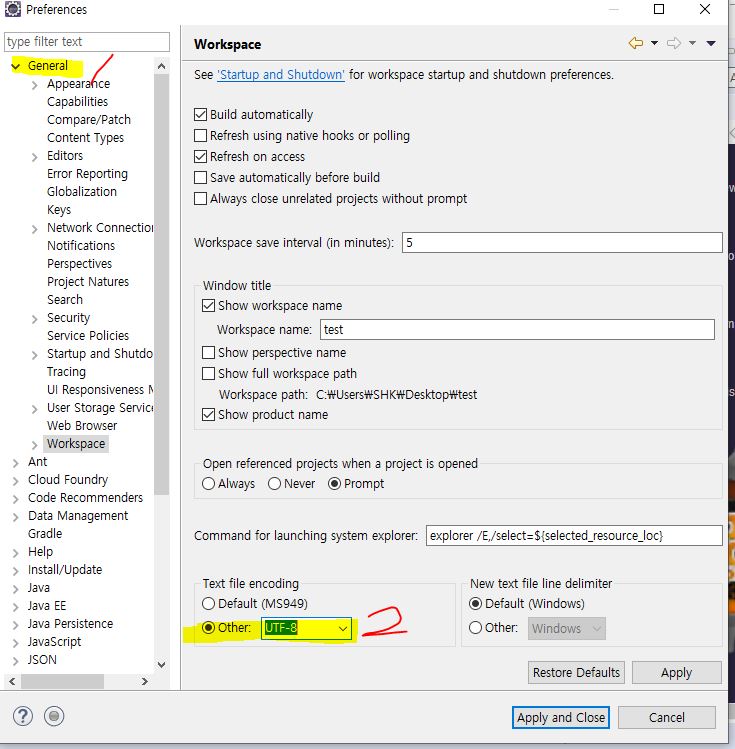 Preferences
type filter text
General
Appearance
Capabilities
Compare/Patch
Content Types
Editors
Error Reporting
Globalization
Keys
Network Connection
Notifications
Perspectives
Project Natures
Search
Security
Service Policies
Startup and Shutdo
Tracing
UI Responsiveness M
User Storage Servic
Web Browser
Workspace
Ant
Cloud Foundry
Code Recommenders
Data Management
Gradle
Help
Install/Update
Java
Java EE
Java Persistence
JavaScript
JSON
Workspace
See 'Startup and Shutdown' for workspace startup and shutdown preferences.
Build automatically
Refresh using native hooks or polling
Refresh on access
Save automatically before build
Always close unrelated projects without prompt
Workspace save interval (in minutes): 5
Window title
Show workspace name
Workspace name: test
Show perspective name
Show full workspace path
Workspace path: C:₩Users₩SHK₩Desktop₩test
Show product name
Open referenced projects when a project is opened
Always Never Prompt
Command for launching system explorer: explorer /E,/select=${selected_resource_loc}
Text file encoding
Default (MS949)
Other: UTF-8 2
New text file line delimiter
Default (Windows)
Other: Windows
Restore Defaults Apply
? Apply and Close Cancel